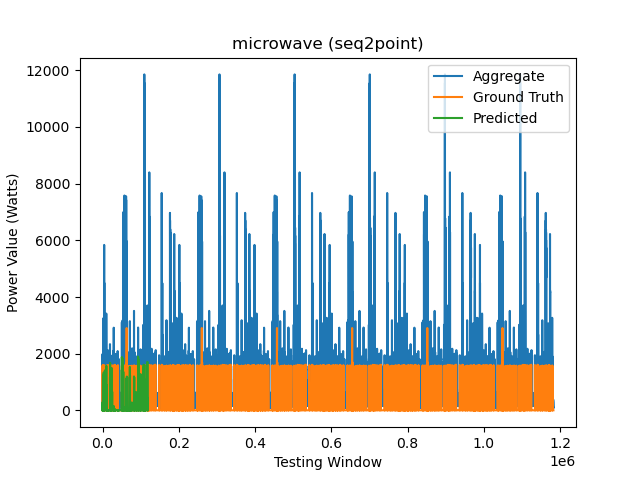 microwave (seq2point)
Aggregate
Ground Truth
Predicted
12000
10000
8000
6000
4000
2000
0
Power Value (Watts)
0.0 0.2 0.4 0.6 0.8 1.0 1.2
1e6
Testing Window